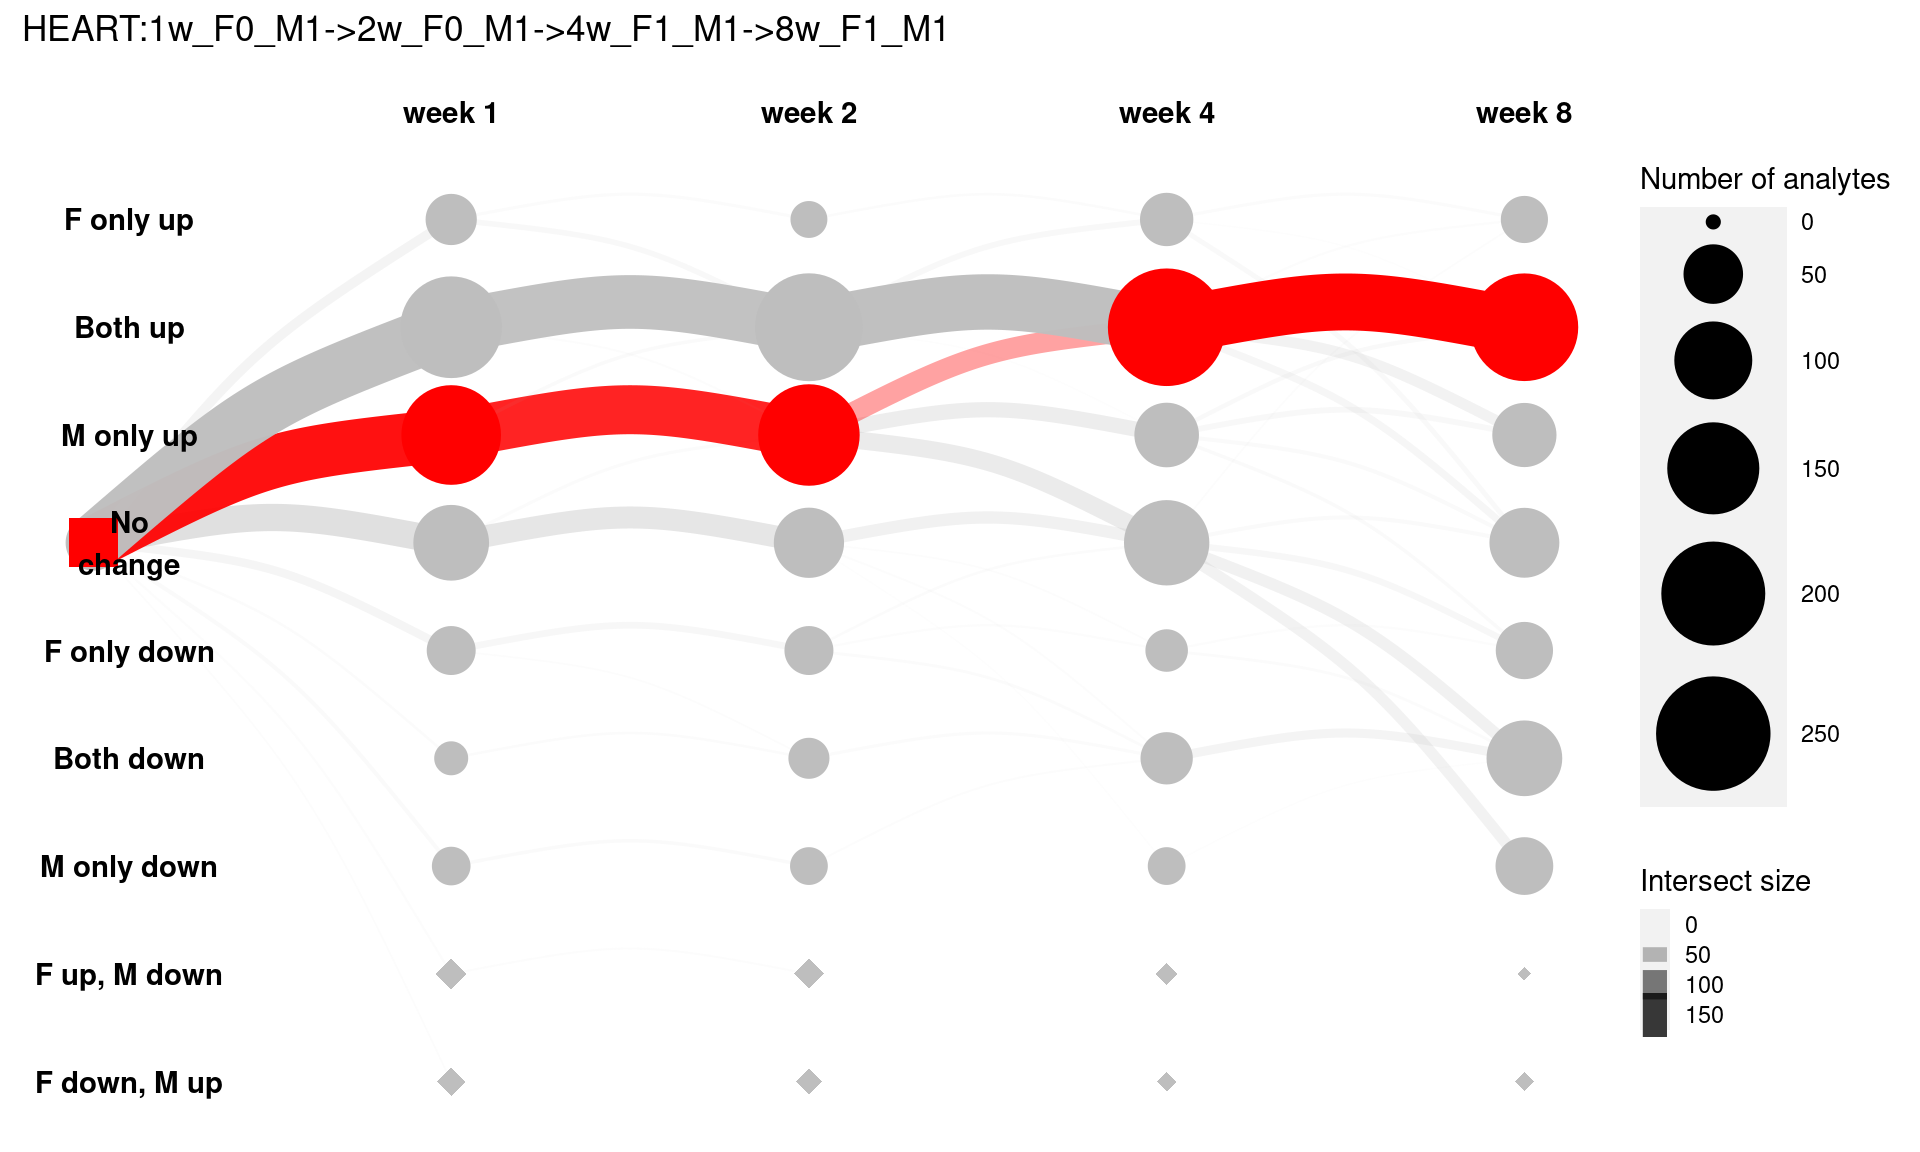 HEART:1w_F0_M1->2w_F0_M1->4w_F1_M1->8w_F1_M1
week 1
week 2
week 4
week 8
F only up
Both up
M only up
No
change
F only down
Both down
M only down
F up, M down
F down, M up
Number of analytes
0
50
100
150
200
250
Intersect size
0
50
100
150